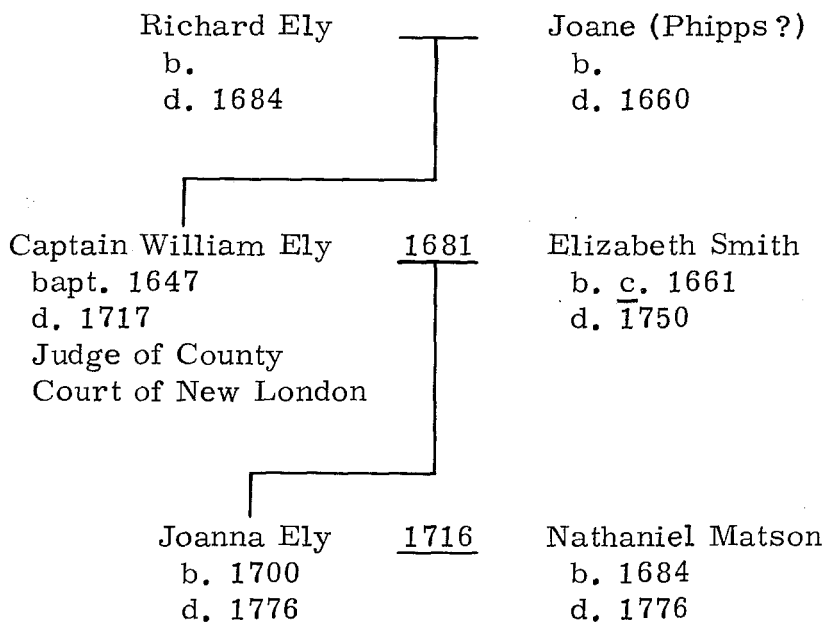 Richard Ely Joane (Phipps?)
b. b.
d. 1684 d. 1660
Captain William Ely 1681 Elizabeth Smith
bapt. 1647 b. c. 1661
d. 1717 d. 1750
Judge of County
Court of New London
Joanna Ely 1716 Nathaniel Matson
b. 1700 b. 1684
d. 1776 d. 1776